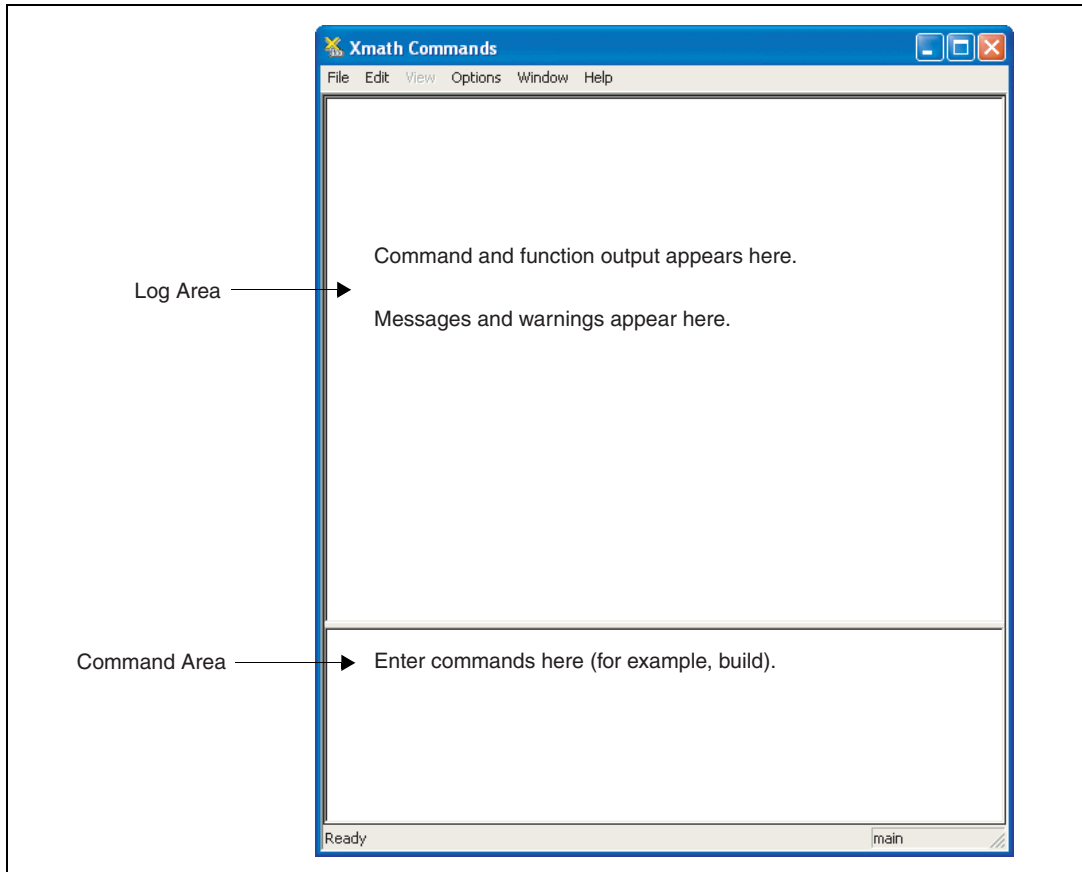 Xmath Commands
File Edit View Options Window Help
Command and function output appears here.
Log Area
Messages and warnings appear here.
Command Area
Enter commands here (for example, build).
Ready
main